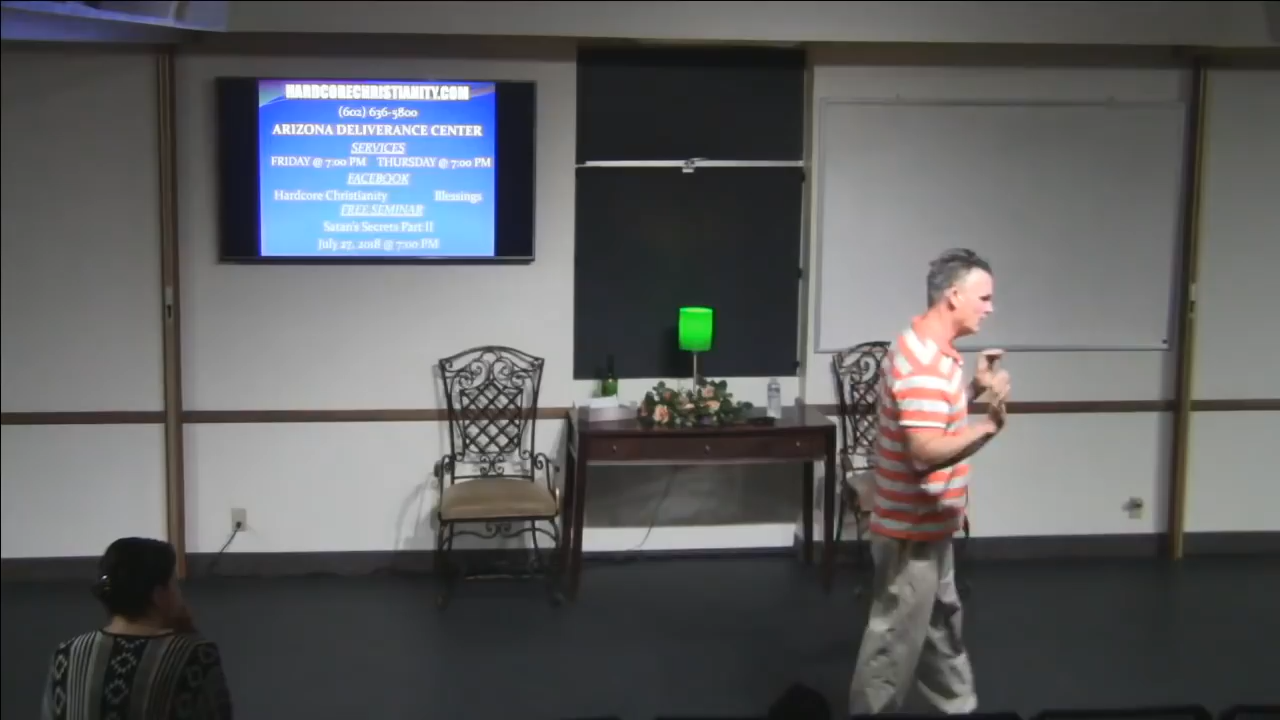 HARDCORECHRISTIANITY.COM
(602) 636-5800
ARIZONA DELIVERANCE CENTER
SERVICES
FRIDAY @ 7:00 PM THURSDAY @ 7:00 PM
FACEBOOK
Hardcore Christianity Blessings
FREE SEMINAR
Satan's Secrets Part II
July 27, 2018 @ 7:00 PM